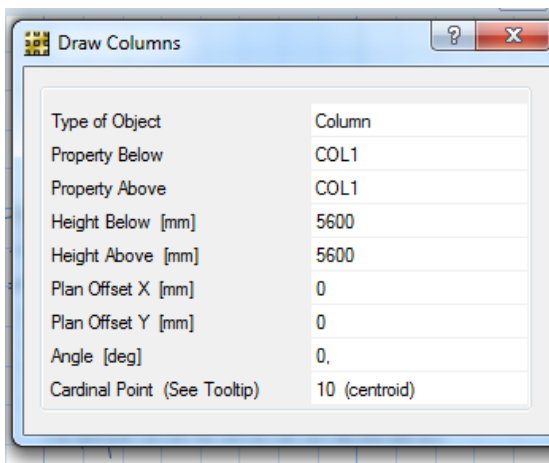 Draw Columns
Type of Object Column
Property Below COL1
Property Above COL1
Height Below [mm] 5600
Height Above [mm] 5600
Plan Offset X [mm] 0
Plan Offset Y [mm] 0
Angle [deg] 0,
Cardinal Point (See Tooltip) 10 (centroid)